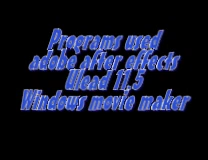 Programs used
adobe after effects
Ulead 11,5
Windows movie maker